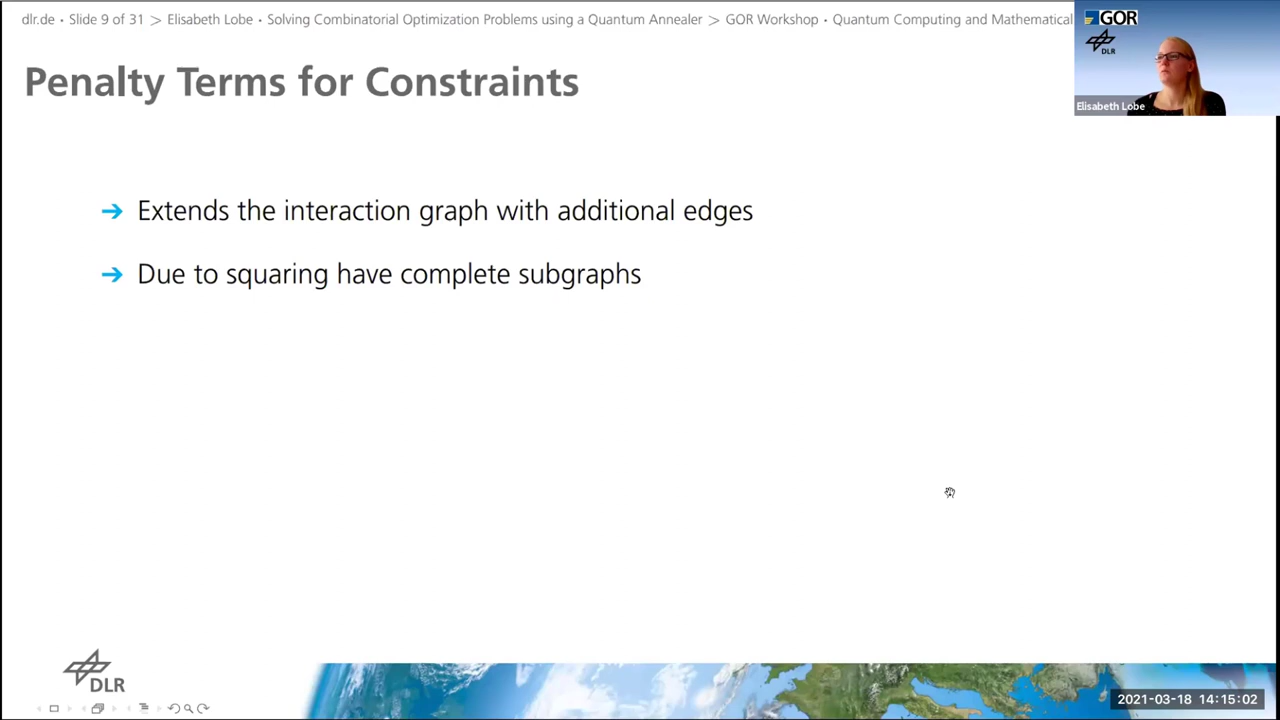 dlr.de · Slide 9 of 31 > Elisabeth Lobe · Solving Combinatorial Optimization Problems using a Quantum Annealer > GOR Workshop · Quantum Computing and Mathematical
GOR
DLR
Elisabeth Lobe
Penalty Terms for Constraints
➔ Extends the interaction graph with additional edges
➔ Due to squaring have complete subgraphs
DLR
2021-03-18 14:15:02